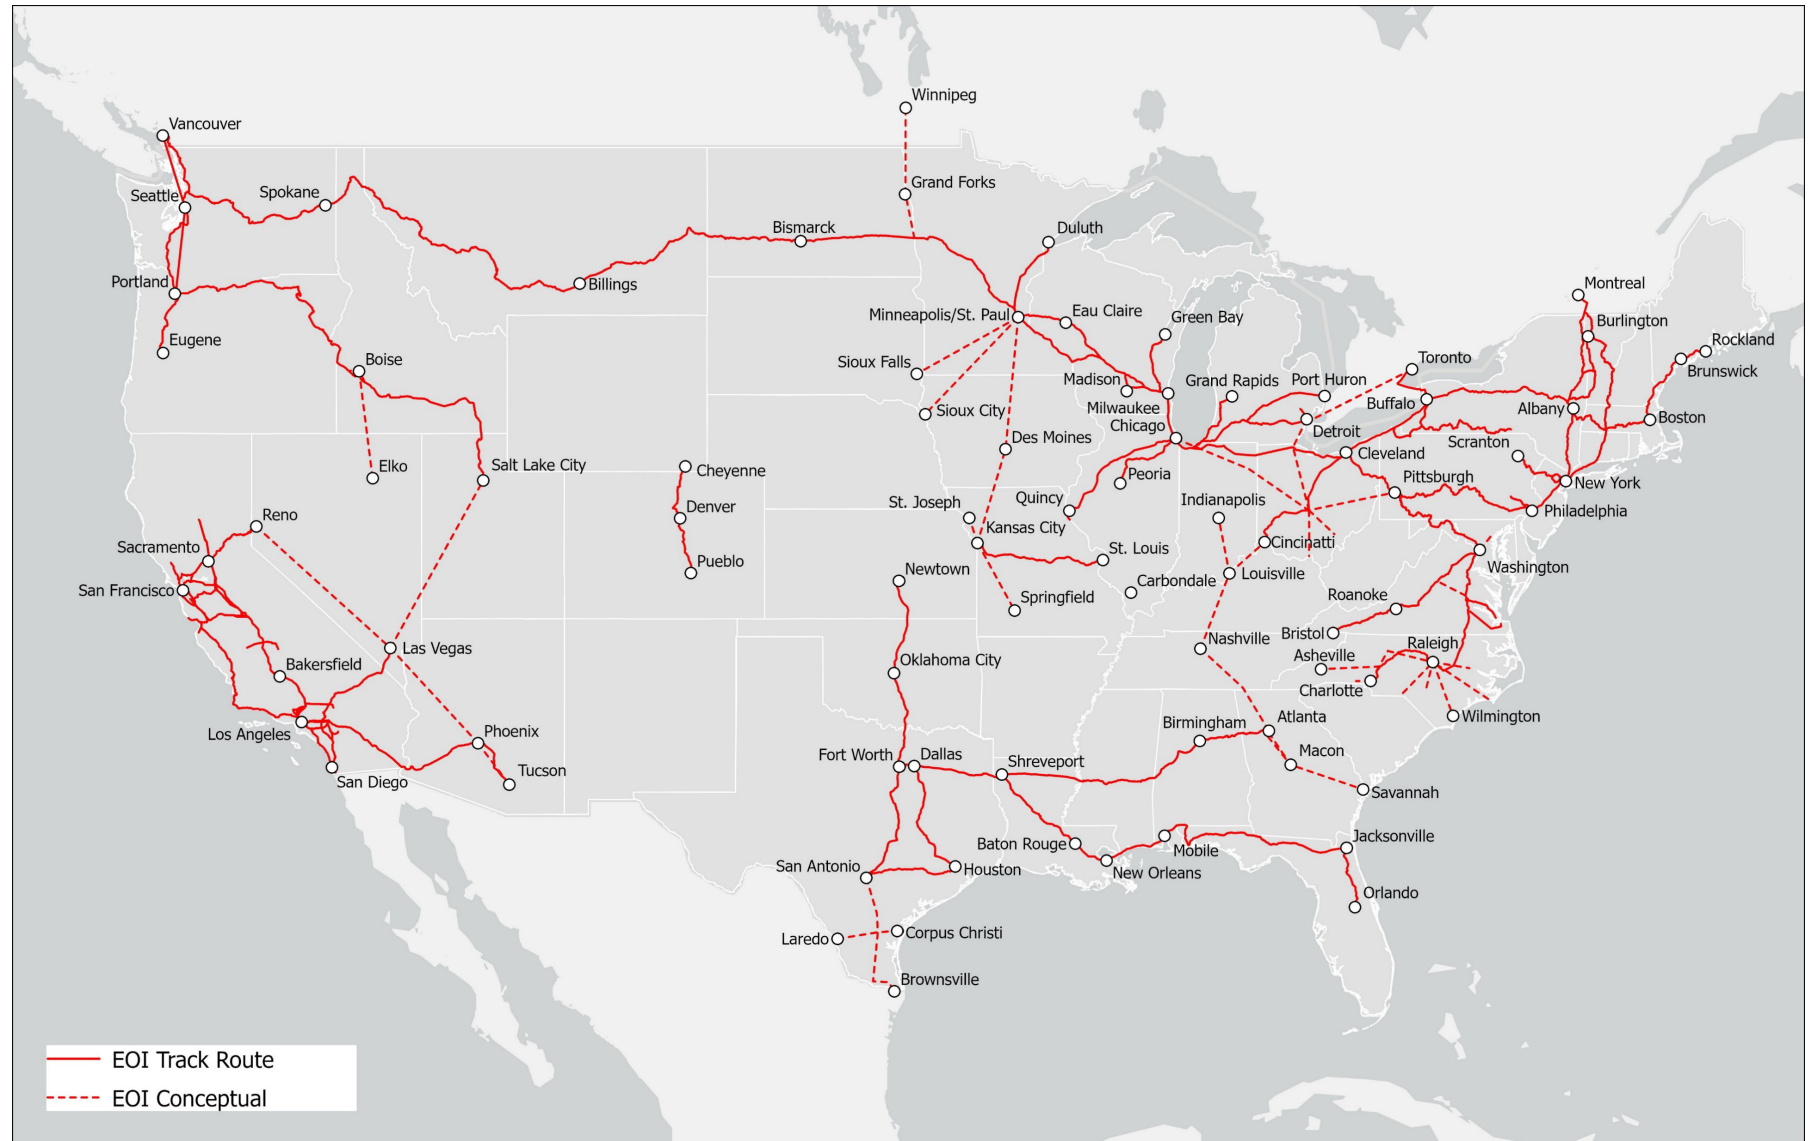 Winnipeg
Vancouver
Grand Forks
Spokane
Seattle
Bismarck
Duluth
Portland
Billings
Montreal
Minneapolis/St. Paul
Eau Claire
Green Bay
Burlington
Eugene
Rockland
Boise
Sioux Falls
Toronto
Brunswick
Madison
Grand Rapids
Port Huron
Buffalo
Albany
Sioux City
Milwaukee
Chicago
Boston
Detroit
Des Moines
Scranton
Elko
Salt Lake City
Cheyenne
Cleveland
Peoria
Pittsburgh
New York
Quincy
Indianapolis
St. Joseph
Denver
Philadelphia
Reno
Kansas City
Sacramento
St. Louis
Cincinatti
Pueblo
Newtown
Carbondale
Louisville
Washington
San Francisco
Springfield
Roanoke
Las Vegas
Nashville
Bristol
Raleigh
Bakersfield
Oklahoma City
Asheville
Charlotte
Los Angeles
Phoenix
Birmingham
Atlanta
Wilmington
Fort Worth
Dallas
Macon
Tucson
Shreveport
San Diego
Savannah
Baton Rouge
Mobile
Jacksonville
San Antonio
Houston
New Orleans
Orlando
Laredo
Corpus Christi
Brownsville
EOI Track Route
EOI Conceptual